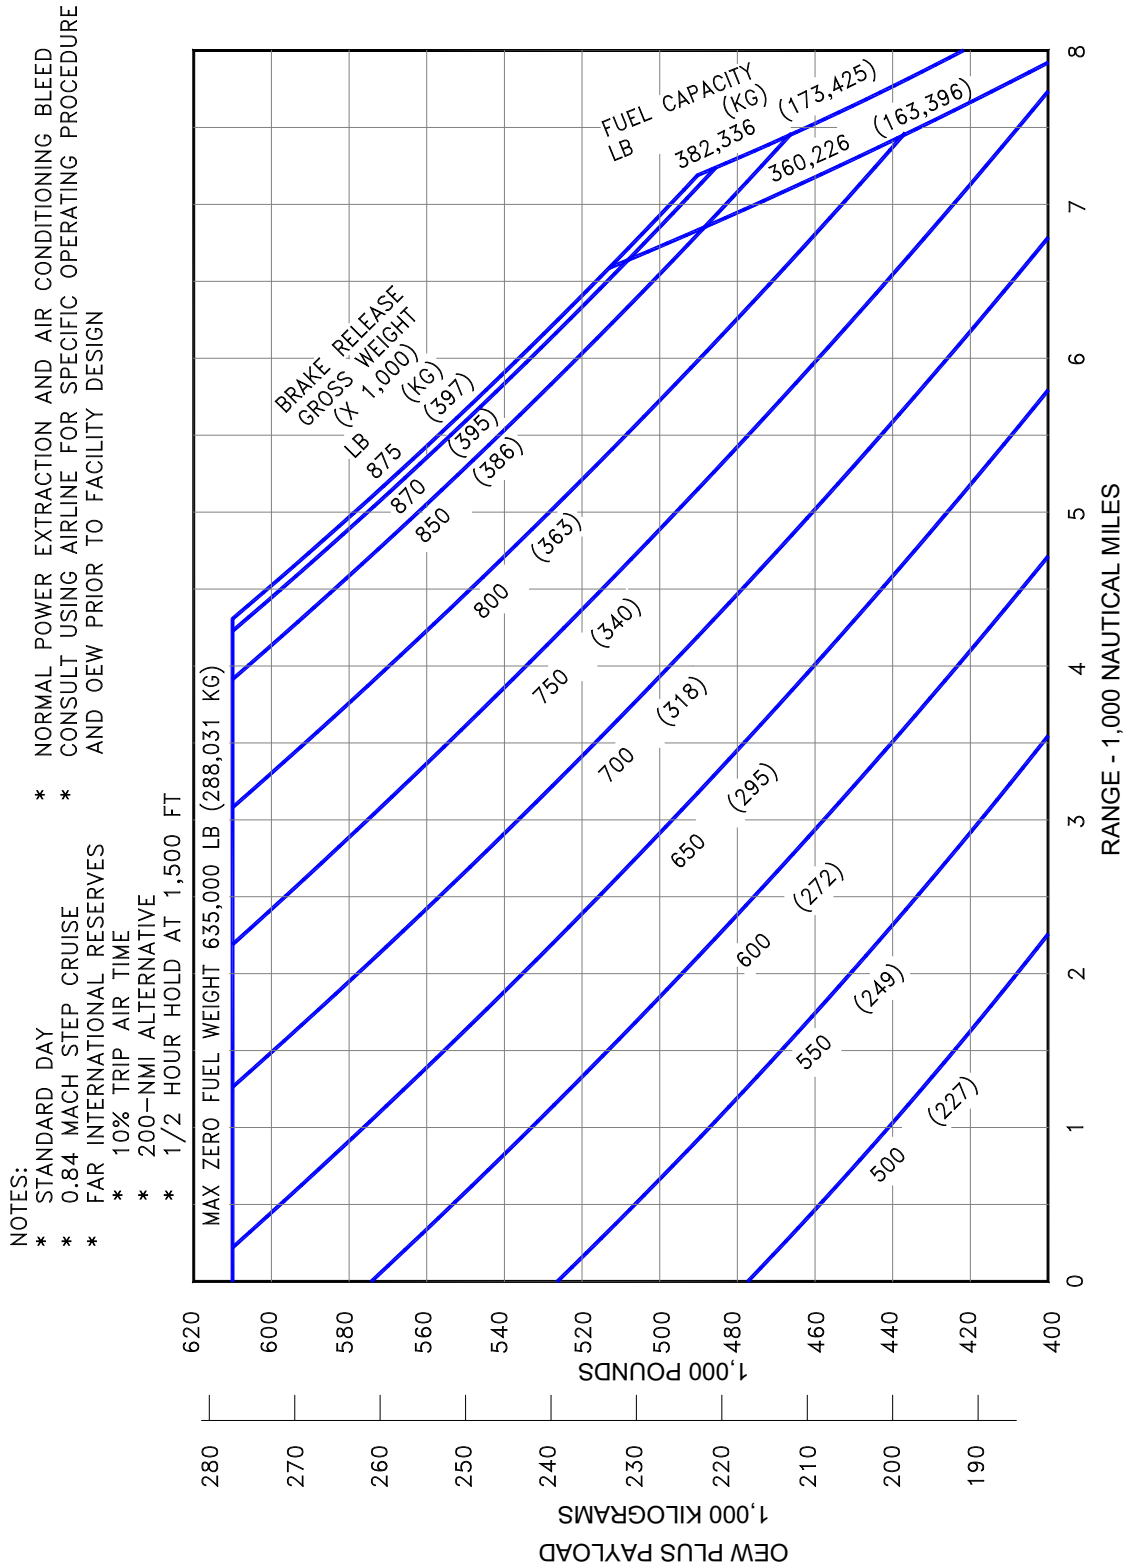 NOTES:
* STANDARD DAY
* 0.84 MACH STEP CRUISE
* FAR INTERNATIONAL RESERVES
* 10% TRIP AIR TIME
* 200-NMI ALTERNATIVE
* 1/2 HOUR HOLD AT 1,500 FT
* NORMAL POWER EXTRACTION AND AIR CONDITIONING BLEED
* CONSULT USING AIRLINE FOR SPECIFIC OPERATING PROCEDURE
AND OEW PRIOR TO FACILITY DESIGN
MAX ZERO FUEL WEIGHT 635,000 LB (288,031 KG)
BRAKE RELEASE
GROSS WEIGHT
(X 1,000)
LB (KG)
875 (397)
870 (395)
850 (386)
800 (363)
750 (340)
700 (318)
650 (295)
600 (272)
550 (249)
500 (227)
FUEL CAPACITY
LB (KG)
382,336 (173,425)
360,226 (163,396)
OEW PLUS PAYLOAD
1,000 KILOGRAMS
280
270
260
250
240
230
220
210
200
190
1,000 POUNDS
620
600
580
560
540
520
500
480
460
440
420
400
0 1 2 3 4 5 6 7 8
RANGE - 1,000 NAUTICAL MILES